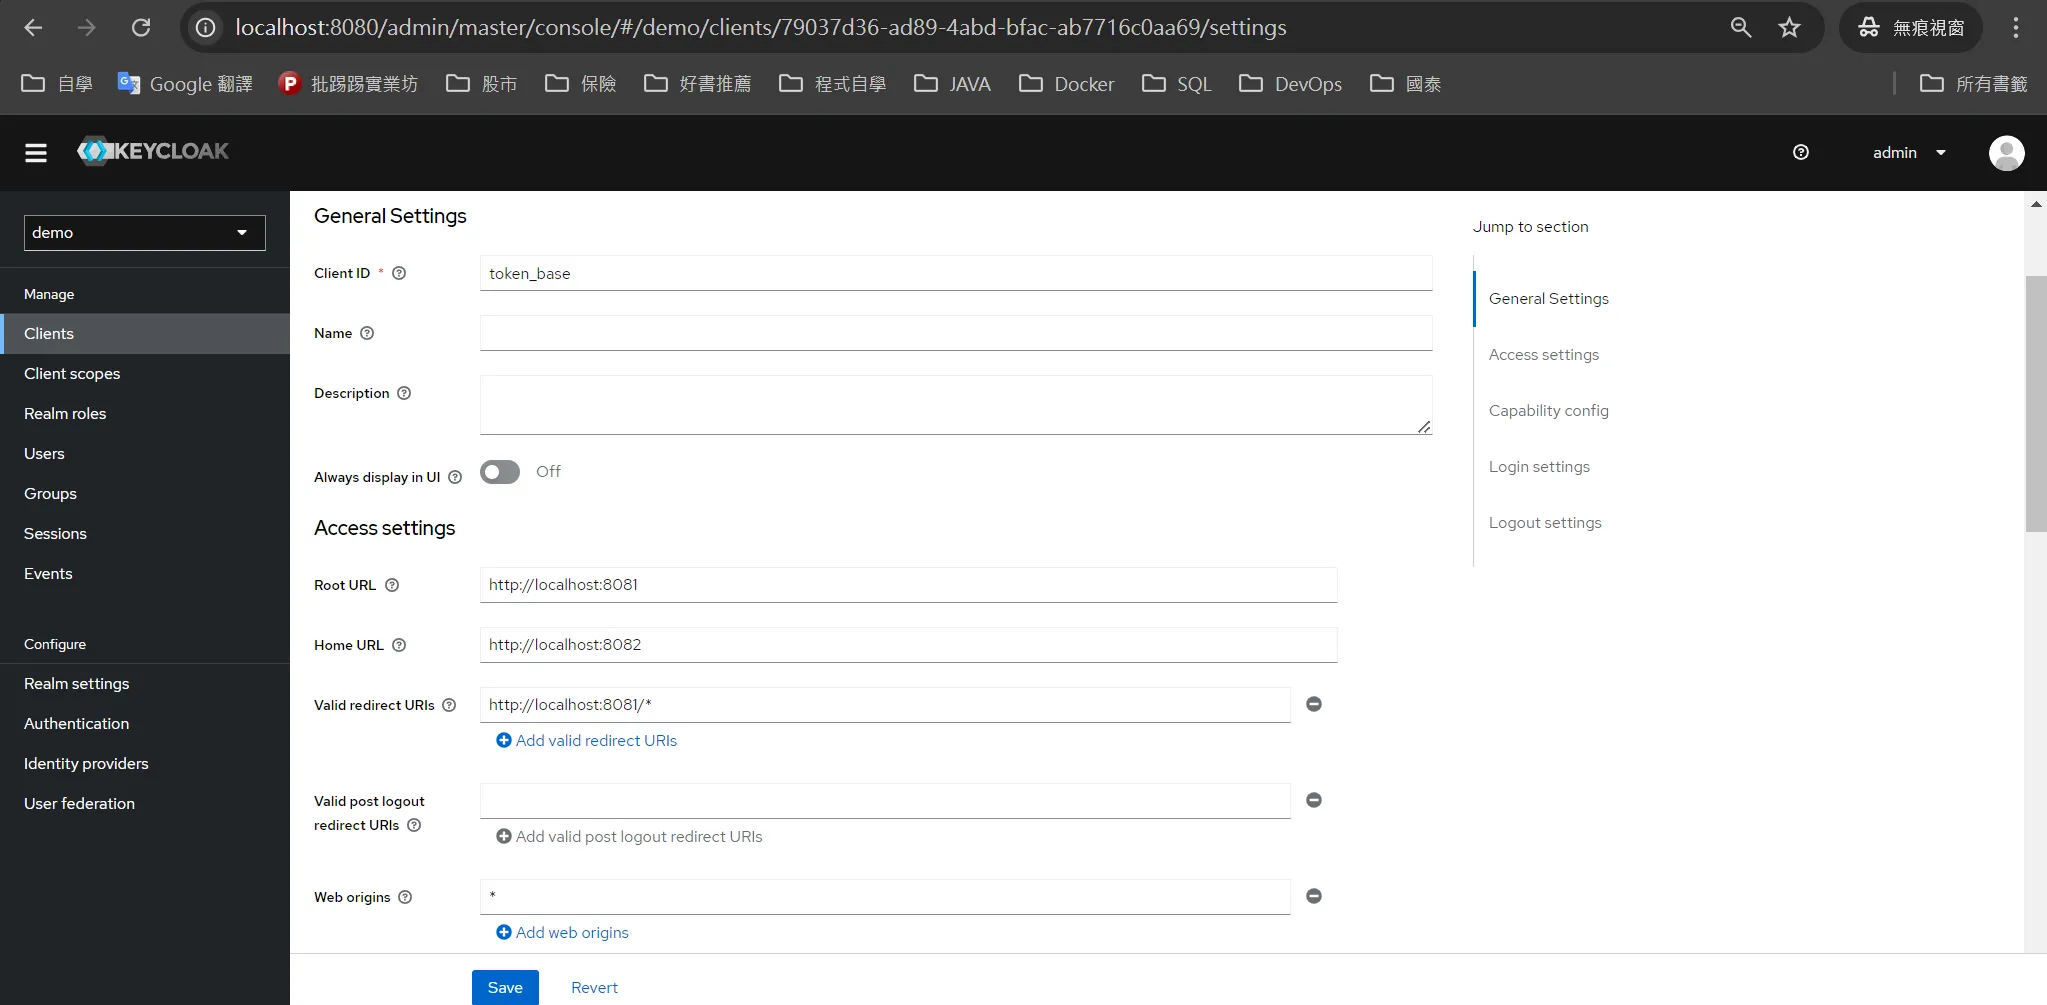 localhost:8080/admin/master/console/#/demo/clients/79037d36-ad89-4abd-bfac-ab7716c0aa69/settings
無痕視窗
自學
Google 翻譯
批踢踢實業坊
股市
保險
好書推薦
程式自學
JAVA
Docker
SQL
DevOps
國泰
所有書籤
KEYCLOAK
admin
demo
Manage
Clients
Client scopes
Realm roles
Users
Groups
Sessions
Events
Configure
Realm settings
Authentication
Identity providers
User federation
General Settings
Client ID *
token_base
Name
Description
Always display in UI
Off
Access settings
Root URL
http://localhost:8081
Home URL
http://localhost:8082
Valid redirect URIs
http://localhost:8081/*
Add valid redirect URIs
Valid post logout
redirect URIs
Add valid post logout redirect URIs
Web origins
*
Add web origins
Save
Revert
Jump to section
General Settings
Access settings
Capability config
Login settings
Logout settings